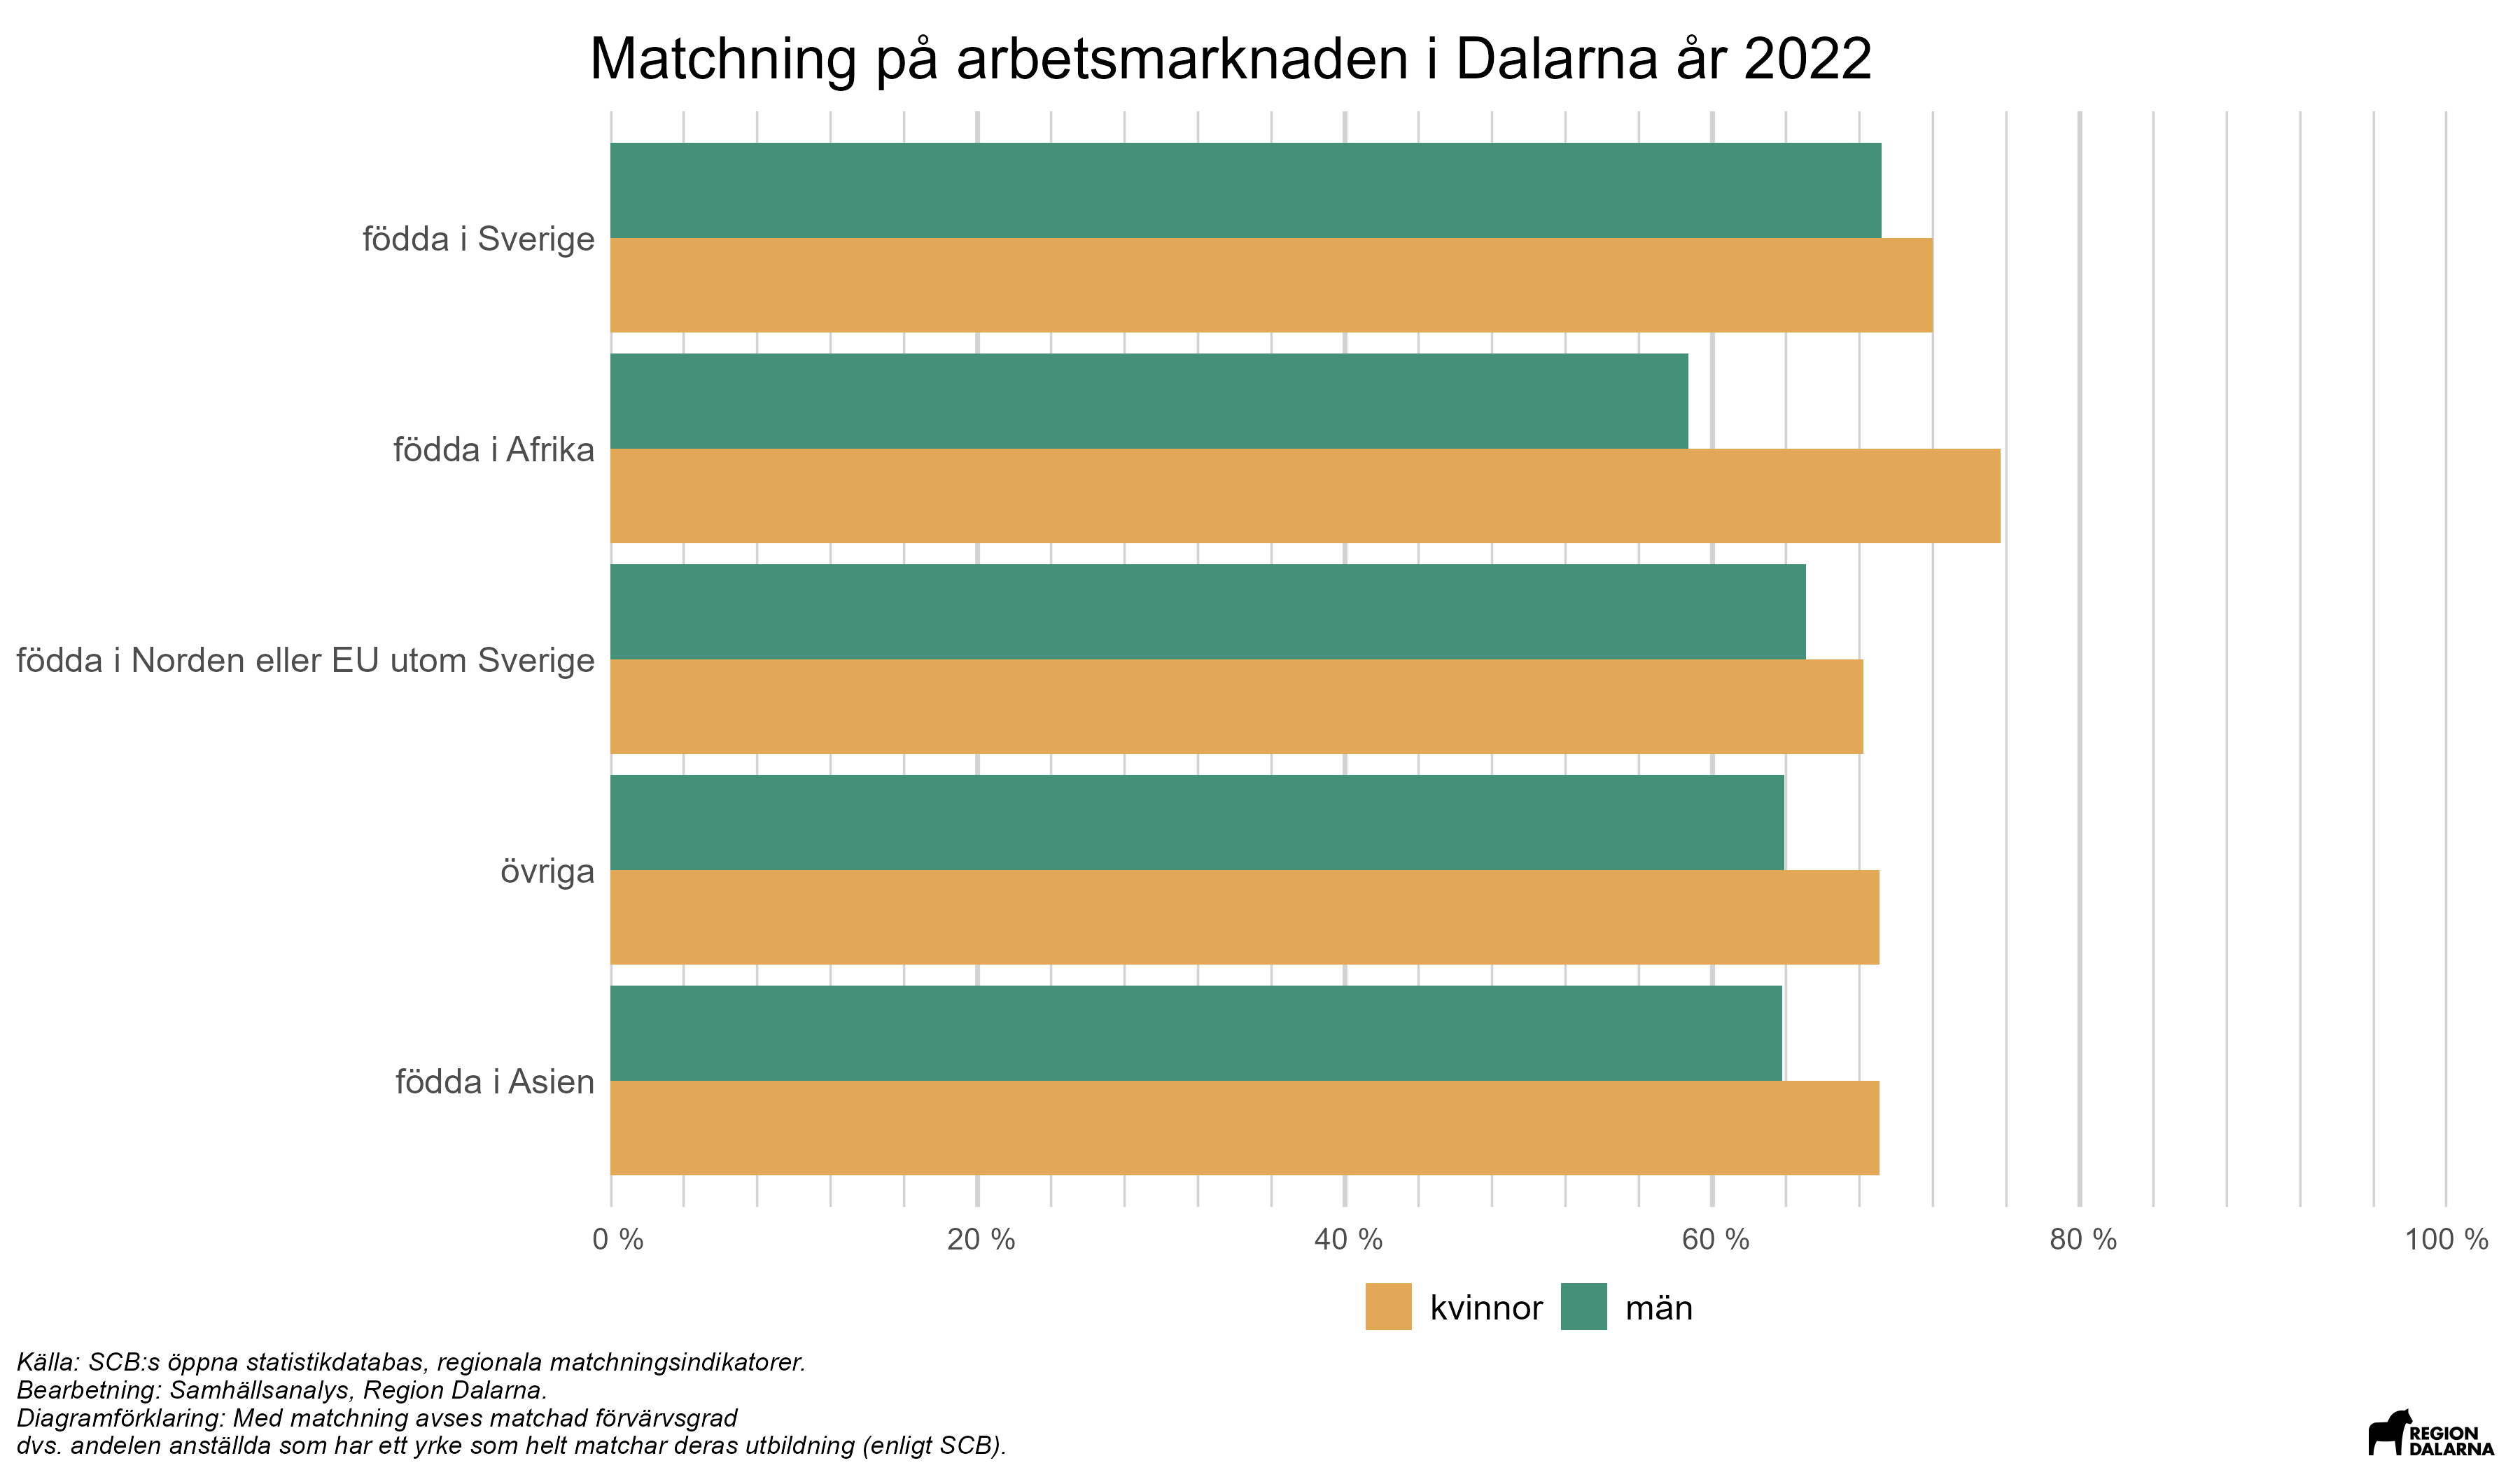 Matchning på arbetsmarknaden i Dalarna år 2022
födda i Sverige
födda i Afrika
födda i Norden eller EU utom Sverige
övriga
födda i Asien
0 % 20 % 40 % 60 % 80 % 100 %
kvinnor män
Källa: SCB:s öppna statistikdatabas, regionala matchningsindikatorer.
Bearbetning: Samhällsanalys, Region Dalarna.
Diagramförklaring: Med matchning avses matchad förvärvsgrad
dvs. andelen anställda som har ett yrke som helt matchar deras utbildning (enligt SCB).
REGION
DALARNA